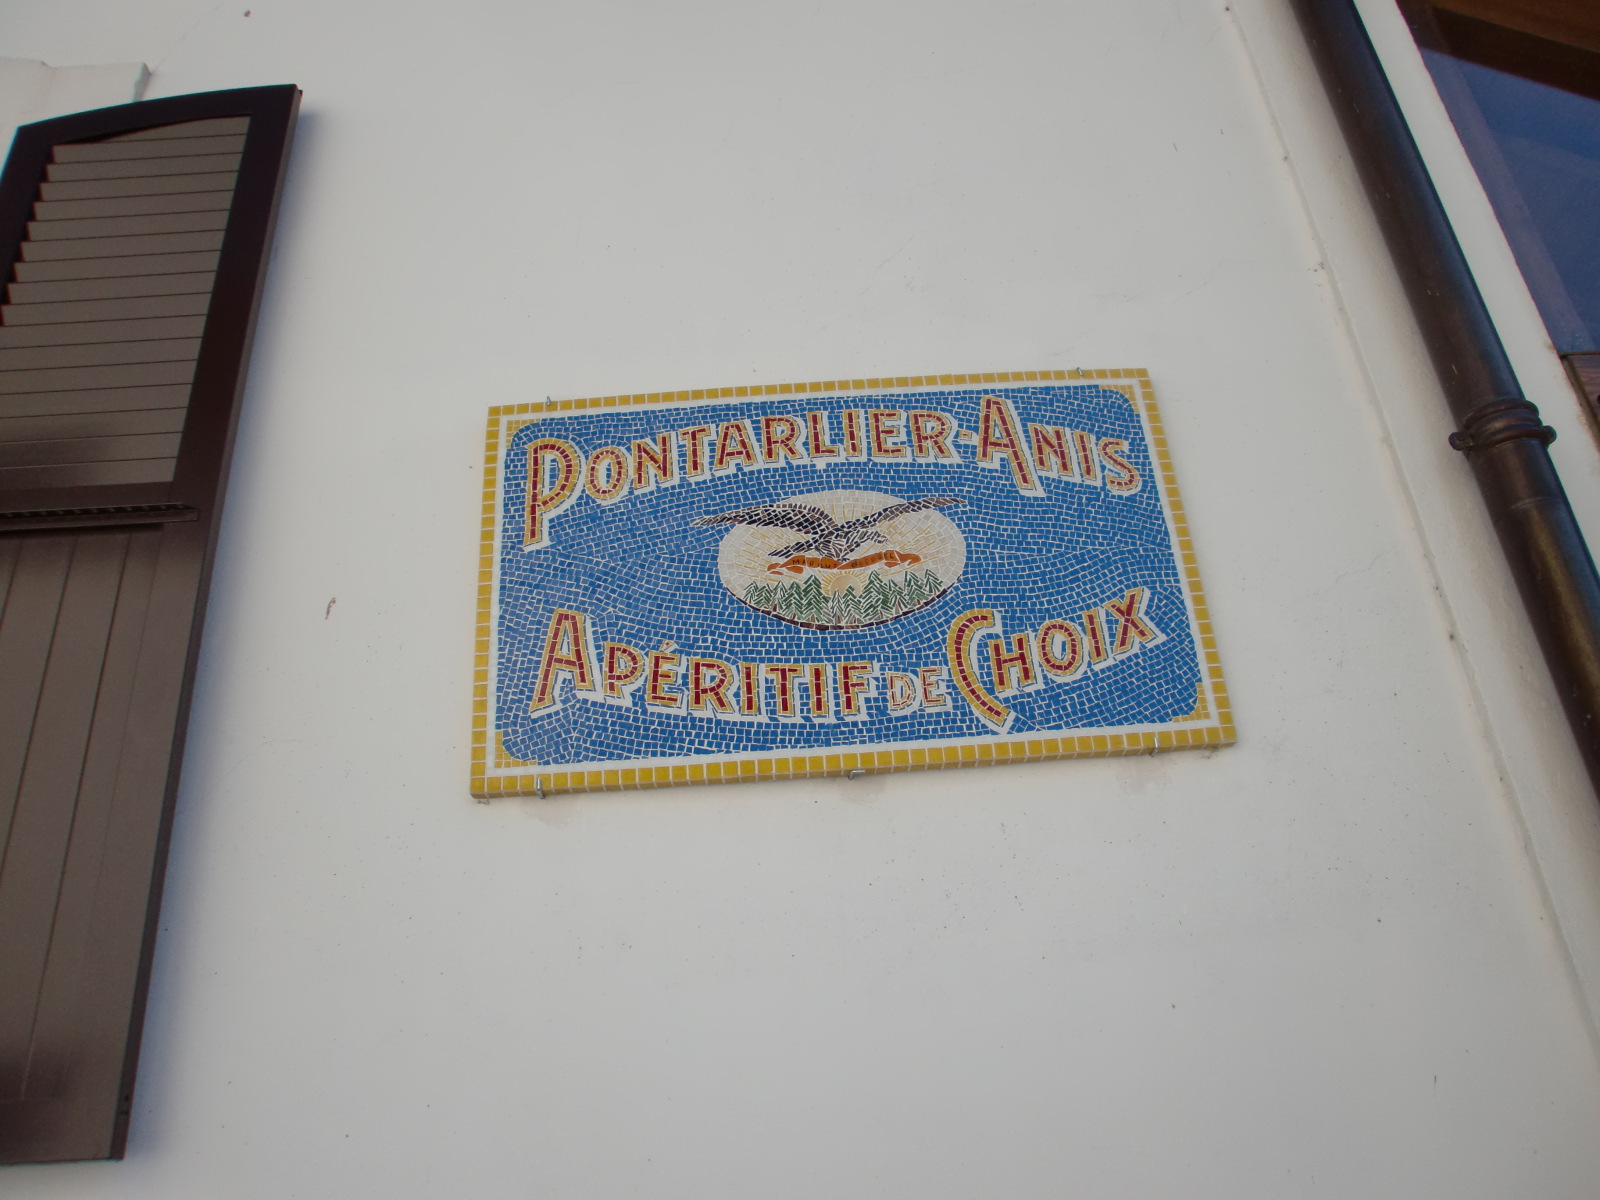 PONTARLIER-ANIS
APÉRITIF DE CHOIX